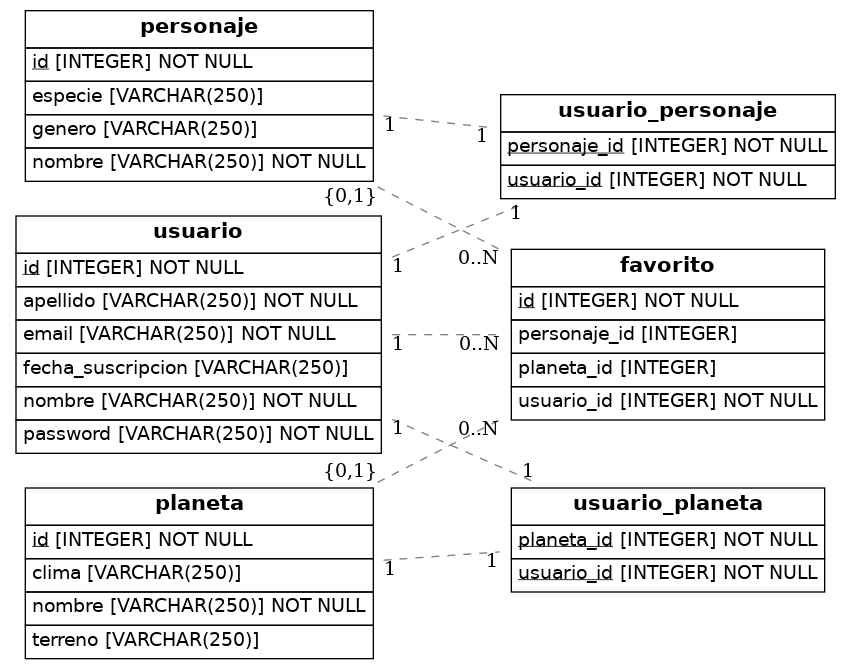 personaje
id [INTEGER] NOT NULL
especie [VARCHAR(250)]
genero [VARCHAR(250)]
nombre [VARCHAR(250)] NOT NULL
usuario_personaje
personaje_id [INTEGER] NOT NULL
usuario_id [INTEGER] NOT NULL
1
1
{0,1}
0..N
usuario
id [INTEGER] NOT NULL
apellido [VARCHAR(250)] NOT NULL
email [VARCHAR(250)] NOT NULL
fecha_suscripcion [VARCHAR(250)]
nombre [VARCHAR(250)] NOT NULL
password [VARCHAR(250)] NOT NULL
1
1
1
0..N
1
1
favorito
id [INTEGER] NOT NULL
personaje_id [INTEGER]
planeta_id [INTEGER]
usuario_id [INTEGER] NOT NULL
{0,1}
0..N
planeta
id [INTEGER] NOT NULL
clima [VARCHAR(250)]
nombre [VARCHAR(250)] NOT NULL
terreno [VARCHAR(250)]
1
1
usuario_planeta
planeta_id [INTEGER] NOT NULL
usuario_id [INTEGER] NOT NULL